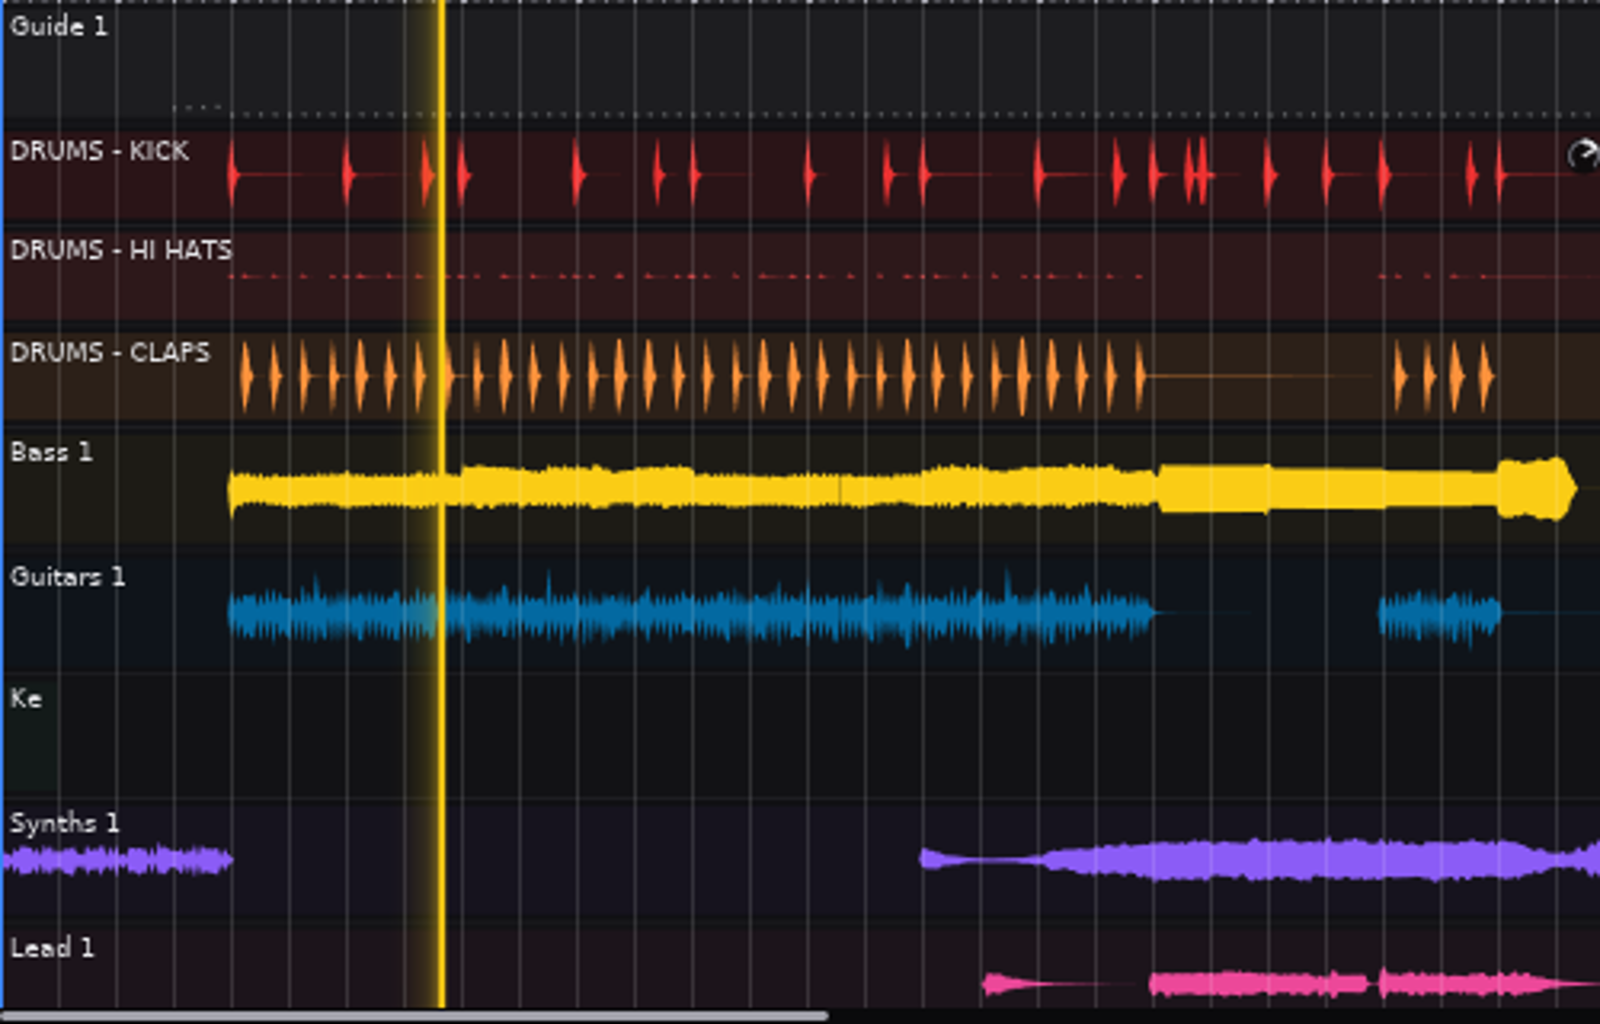 Guide 1
DRUMS - KICK
DRUMS - HI HATS
DRUMS - CLAPS
Bass 1
Guitars 1
Ke
Synths 1
Lead 1